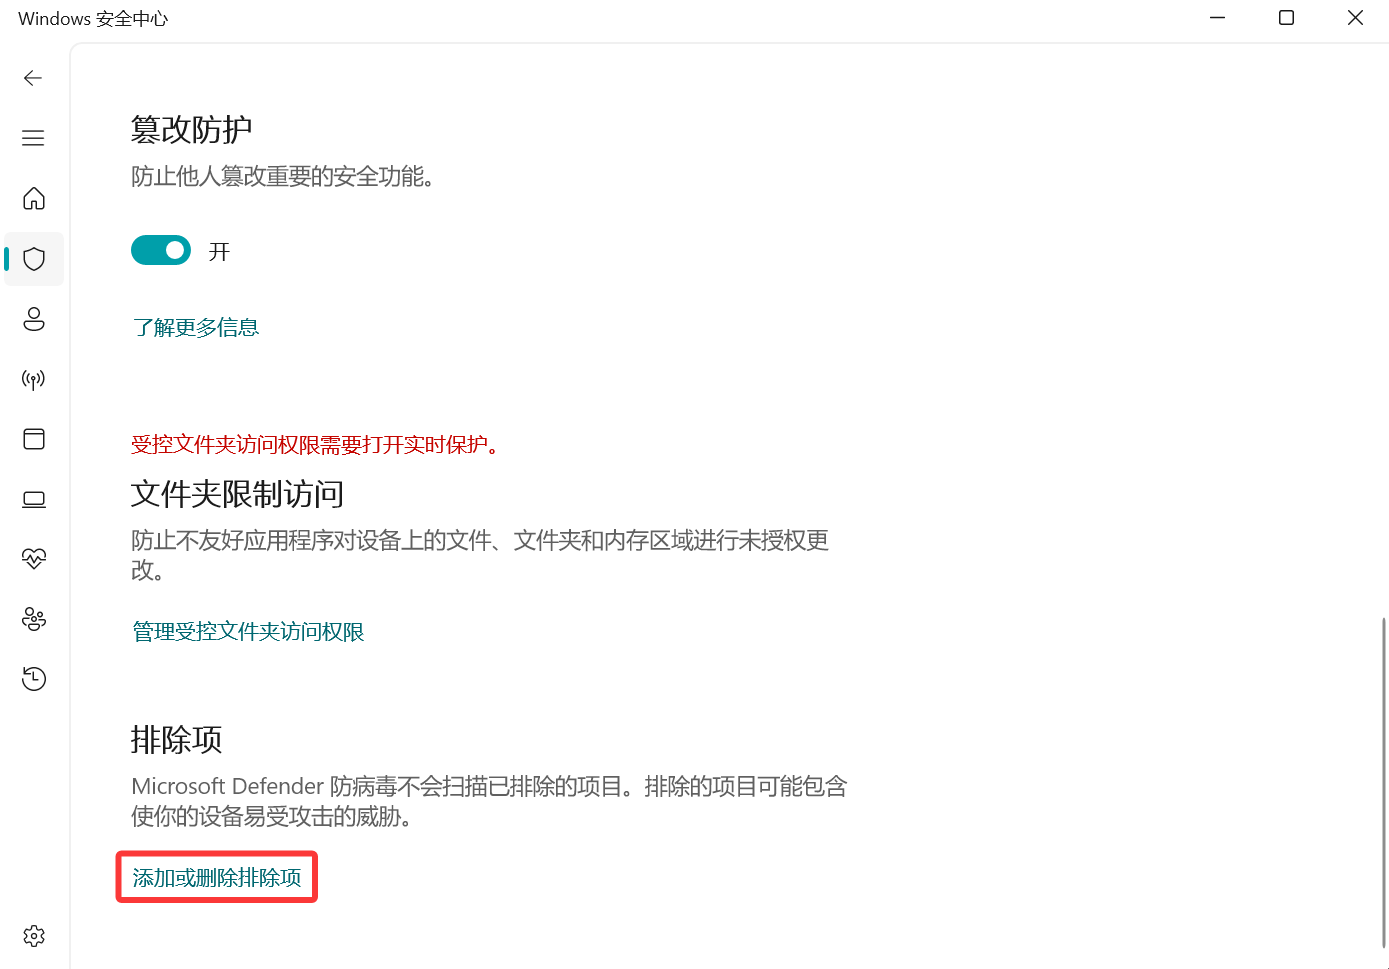 Windows 安全中心
篡改防护
防止他人篡改重要的安全功能。
开
了解更多信息
受控文件夹访问权限需要打开实时保护。
文件夹限制访问
防止不友好应用程序对设备上的文件、文件夹和内存区域进行未授权更
改。
管理受控文件夹访问权限
排除项
Microsoft Defender 防病毒不会扫描已排除的项目。排除的项目可能包含
使你的设备易受攻击的威胁。
添加或删除排除项